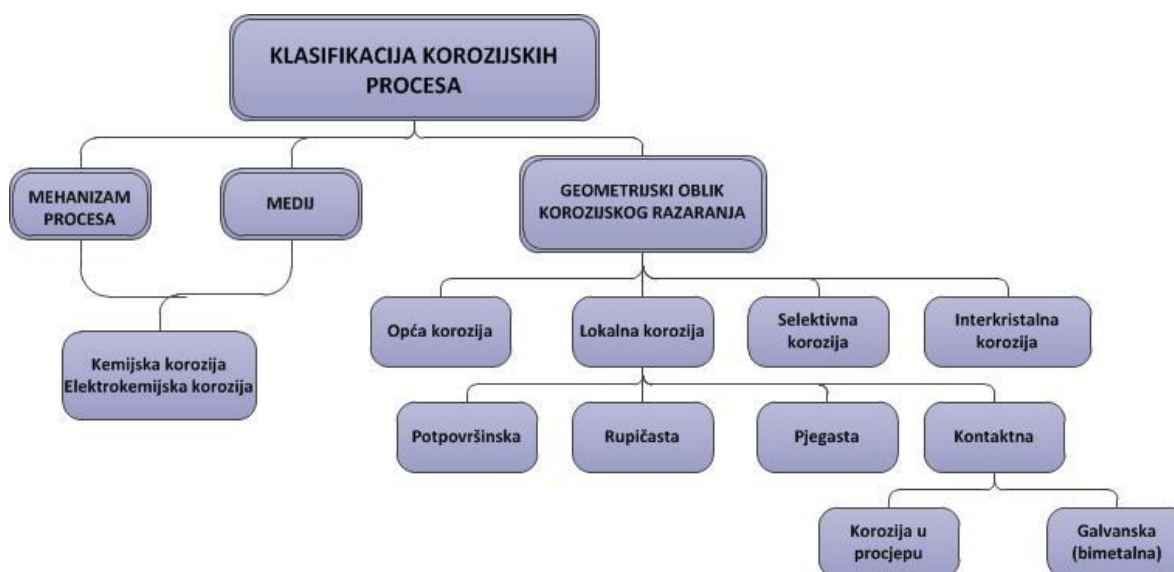 KLASIFIKACIJA KOROZIJSKIH
PROCESA
MEHANIZAM
PROCESA
MEDIJ
GEOMETRIJSKI OBLIK
KOROZIJSKOG RAZARANJA
Opća korozija
Lokalna korozija
Selektivna
korozija
Interkristalna
korozija
Kemijska korozija
Elektrokemijska korozija
Potpovršinska
Rupičasta
Pjegasta
Kontaktna
Korozija u
procjepu
Galvanska
(bimetalna)